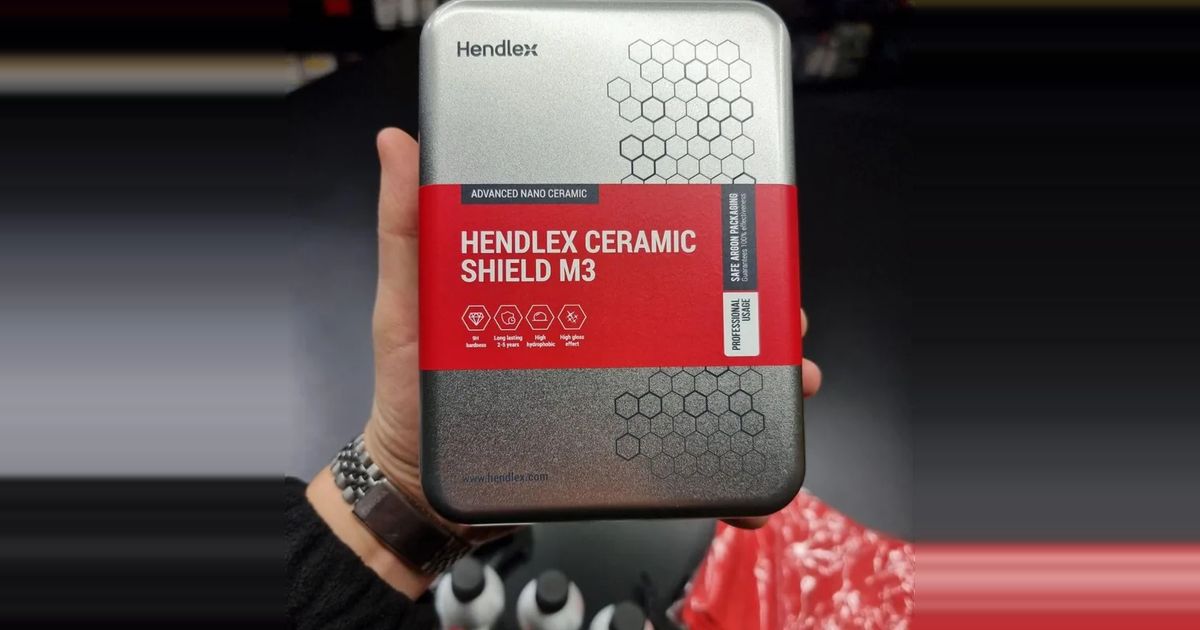 Hendlex
ADVANCED NANO CERAMIC
HENDLEX CERAMIC
SHIELD M3
9H
hardness
Long lasting
2-5 years
High
hydrophobic
High gloss
effect
SAFE ARGON PACKAGING
Guarantees 100% effectiveness
PROFESSIONAL
USAGE
www.hendlex.com